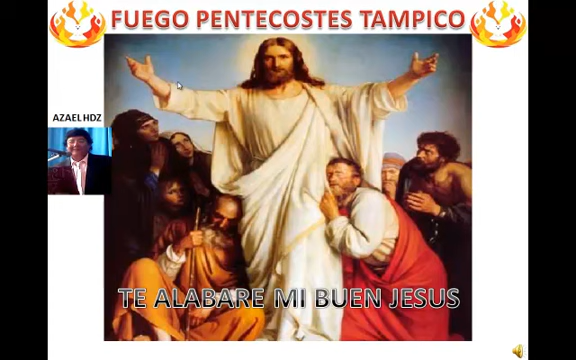 FUEGO PENTECOSTES TAMPICO
AZAEL HDZ
TE ALABARE MI BUEN JESUS